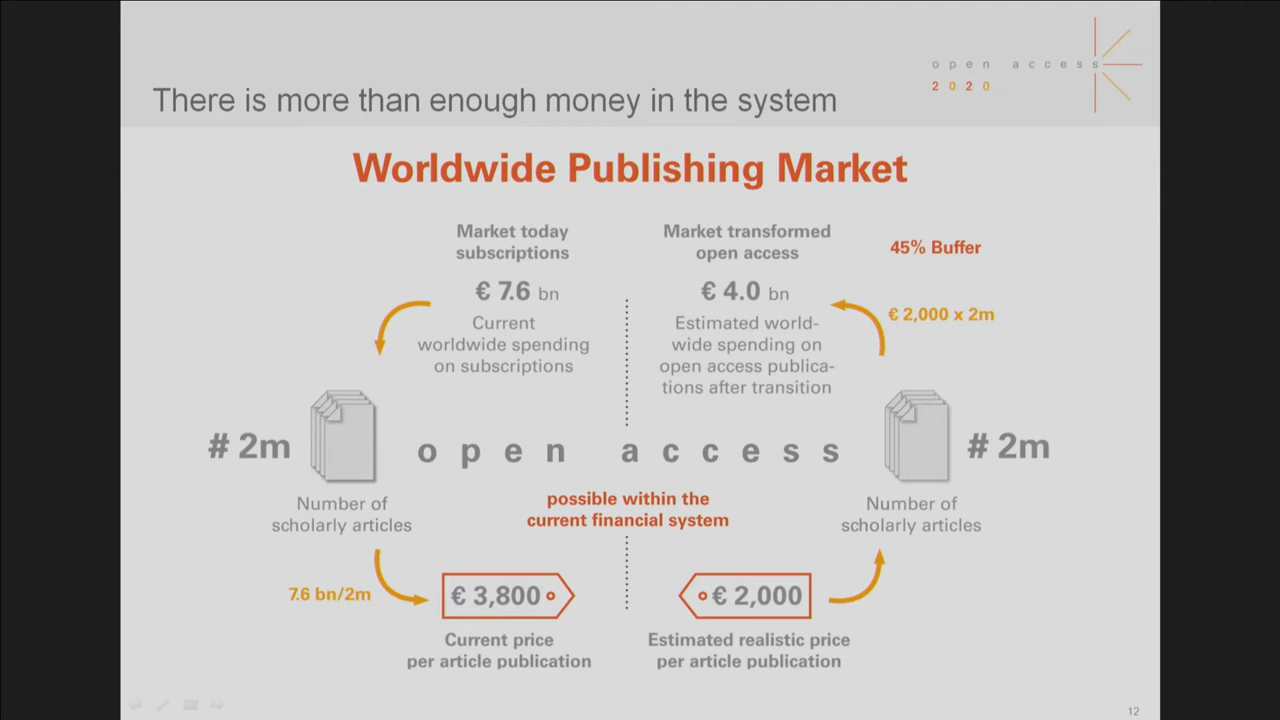 open access
2020
There is more than enough money in the system
Worldwide Publishing Market
Market today
subscriptions
€ 7.6 bn
Current
worldwide spending
on subscriptions
Market transformed
open access
€ 4.0 bn
Estimated world-
wide spending on
open access publica-
tions after transition
45% Buffer
€ 2,000 x 2m
# 2m
Number of
scholarly articles
open access
possible within the
current financial system
# 2m
Number of
scholarly articles
7.6 bn/2m
€ 3,800
Current price
per article publication
€ 2,000
Estimated realistic price
per article publication
12